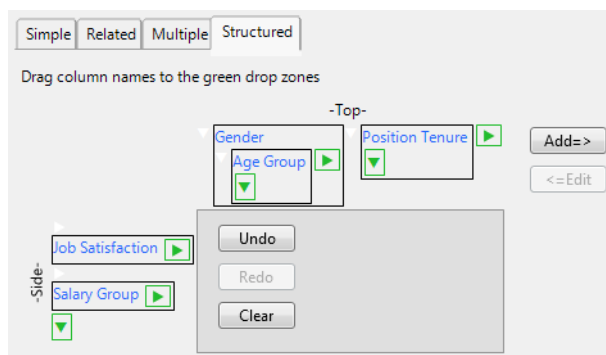 Simple Related Multiple Structured
Drag column names to the green drop zones
-Top-
Gender Position Tenure
Add=>
Age Group
<=Edit
Undo
Job Satisfaction
Redo
-Side-
Salary Group
Clear